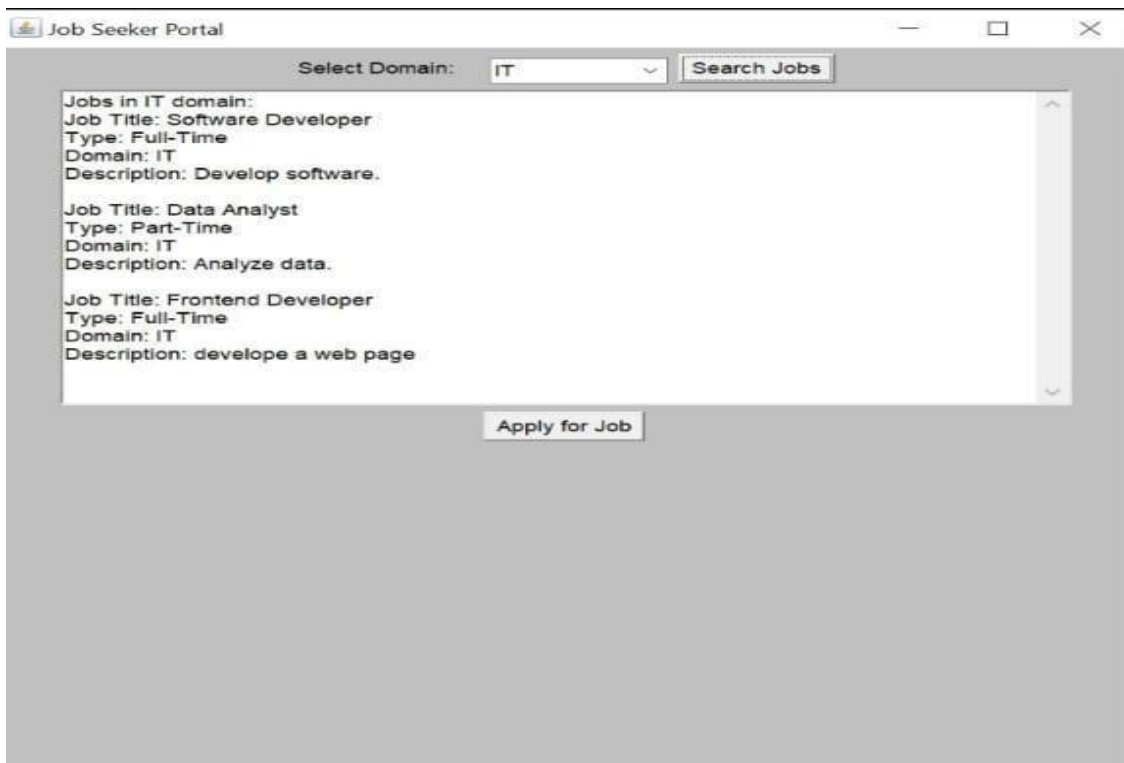 Job Seeker Portal
Select Domain: IT Search Jobs
Jobs in IT domain:
Job Title: Software Developer
Type: Full-Time
Domain: IT
Description: Develop software.
Job Title: Data Analyst
Type: Part-Time
Domain: IT
Description: Analyze data.
Job Title: Frontend Developer
Type: Full-Time
Domain: IT
Description: develope a web page
Apply for Job